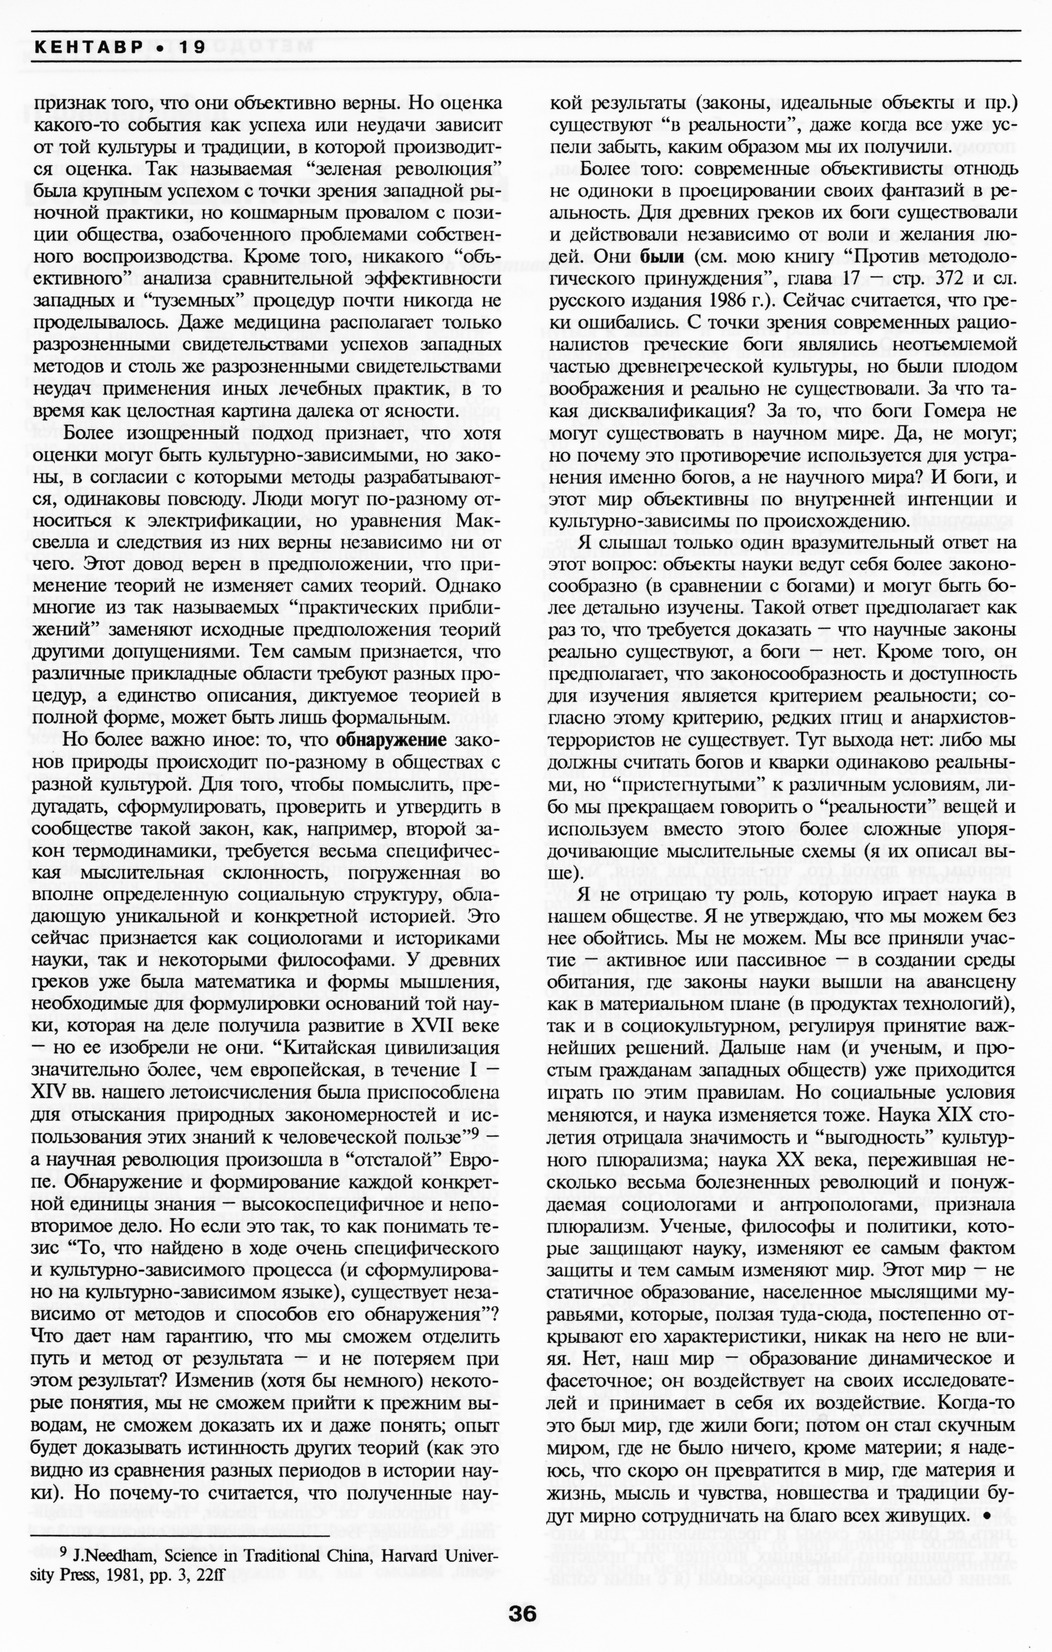 КЕНТАВР • 19
признак того, что они объективно верны. Но оценка
какого-то события как успеха или неудачи зависит
от той культуры и традиции, в которой производит-
ся оценка. Так называемая “зеленая революция”
была крупным успехом с точки зрения западной ры-
ночной практики, но кошмарным провалом с пози-
ции общества, озабоченного проблемами собствен-
ного воспроизводства. Кроме того, никакого “объ-
ективного” анализа сравнительной эффективности
западных и “туземных” процедур почти никогда не
проделывалось. Даже медицина располагает только
разрозненными свидетельствами успехов западных
методов и столь же разрозненными свидетельствами
неудач применения иных лечебных практик, в то
время как целостная картина далека от ясности.
Более изощренный подход признает, что хотя
оценки могут быть культурно-зависимыми, но зако-
ны, в согласии с которыми методы разрабатывают-
ся, одинаковы повсюду. Люди могут по-разному от-
носиться к электрификации, но уравнения Мак-
свелла и следствия из них верны независимо ни от
чего. Этот довод верен в предположении, что при-
менение теорий не изменяет самих теорий. Однако
многие из так называемых “практических прибли-
жений” заменяют исходные предположения теорий
другими допущениями. Тем самым признается, что
различные прикладные области требуют разных про-
цедур, а единство описания, диктуемое теорией в
полной форме, может быть лишь формальным.
Но более важно иное: то, что обнаружение зако-
нов природы происходит по-разному в обществах с
разной культурой. Для того, чтобы помыслить, пре-
дугадать, сформулировать, проверить и утвердить в
сообществе такой закон, как, например, второй за-
кон термодинамики, требуется весьма специфичес-
кая мыслительная склонность, погруженная во
вполне определенную социальную структуру, обла-
дающую уникальной и конкретной историей. Это
сейчас признается как социологами и историками
науки, так и некоторыми философами. У древних
греков уже была математика и формы мышления,
необходимые для формулировки оснований той нау-
ки, которая на деле получила развитие в XVII веке
— но ее изобрели не они. “Китайская цивилизация
значительно более, чем европейская, в течение I —
XIV вв. нашего летоисчисления была приспособлена
для отыскания природных закономерностей и ис-
пользования этих знаний к человеческой пользе”⁹ —
а научная революция произошла в “отсталой” Евро-
пе. Обнаружение и формирование каждой конкрет-
ной единицы знания — высокоспецифичное и непо-
вторимое дело. Но если это так, то как понимать те-
зис “То, что найдено в ходе очень специфического
и культурно-зависимого процесса (и сформулирова-
но на культурно-зависимом языке), существует неза-
висимо от методов и способов его обнаружения”?
Что дает нам гарантию, что мы сможем отделить
путь и метод от результата — и не потеряем при
этом результат? Изменив (хотя бы немного) некото-
рые понятия, мы не сможем прийти к прежним вы-
водам, не сможем доказать их и даже понять; опыт
будет доказывать истинность других теорий (как это
видно из сравнения разных периодов в истории нау-
ки). Но почему-то считается, что полученные нау-
⁹ J.Needham, Science in Traditional China, Harvard Univer-
sity Press, 1981, pp. 3, 22ff
кой результаты (законы, идеальные объекты и пр.)
существуют “в реальности”, даже когда все уже ус-
пели забыть, каким образом мы их получили.
Более того: современные объективисты отнюдь
не одиноки в проецировании своих фантазий в ре-
альность. Для древних греков их боги существовали
и действовали независимо от воли и желания лю-
дей. Они были (см. мою книгу “Против методоло-
гического принуждения”, глава 17 — стр. 372 и сл.
русского издания 1986 г.). Сейчас считается, что гре-
ки ошибались. С точки зрения современных рацио-
налистов греческие боги являлись неотъемлемой
частью древнегреческой культуры, но были плодом
воображения и реально не существовали. За что та-
кая дисквалификация? За то, что боги Гомера не
могут существовать в научном мире. Да, не могут;
но почему это противоречие используется для устра-
нения именно богов, а не научного мира? И боги, и
этот мир объективны по внутренней интенции и
культурно-зависимы по происхождению.
Я слышал только один вразумительный ответ на
этот вопрос: объекты науки ведут себя более законо-
сообразно (в сравнении с богами) и могут быть бо-
лее детально изучены. Такой ответ предполагает как
раз то, что требуется доказать — что научные законы
реально существуют, а боги — нет. Кроме того, он
предполагает, что законосообразность и доступность
для изучения является критерием реальности; со-
гласно этому критерию, редких птиц и анархистов-
террористов не существует. Тут выхода нет: либо мы
должны считать богов и кварки одинаково реальны-
ми, но “пристегнутыми” к различным условиям, ли-
бо мы прекращаем говорить о “реальности” вещей и
используем вместо этого более сложные упоря-
дочивающие мыслительные схемы (я их описал вы-
ше).
Я не отрицаю ту роль, которую играет наука в
нашем обществе. Я не утверждаю, что мы можем без
нее обойтись. Мы не можем. Мы все приняли учас-
тие — активное или пассивное — в создании среды
обитания, где законы науки вышли на авансцену
как в материальном плане (в продуктах технологий),
так и в социокультурном, регулируя принятие важ-
нейших решений. Дальше нам (и ученым, и про-
стым гражданам западных обществ) уже приходится
играть по этим правилам. Но социальные условия
меняются, и наука изменяется тоже. Наука XIX сто-
летия отрицала значимость и “выгодность” культур-
ного плюрализма; наука XX века, пережившая не-
сколько весьма болезненных революций и понуж-
даемая социологами и антропологами, признала
плюрализм. Ученые, философы и политики, кото-
рые защищают науку, изменяют ее самым фактом
защиты и тем самым изменяют мир. Этот мир — не
статичное образование, населенное мыслящими му-
равьями, которые, ползая туда-сюда, постепенно от-
крывают его характеристики, никак на него не вли-
яя. Нет, наш мир — образование динамическое и
фасеточное; он воздействует на своих исследовате-
лей и принимает в себя их воздействие. Когда-то
это был мир, где жили боги; потом он стал скучным
миром, где не было ничего, кроме материи; я наде-
юсь, что скоро он превратится в мир, где материя и
жизнь, мысль и чувства, новшества и традиции бу-
дут мирно сотрудничать на благо всех живущих. •
36